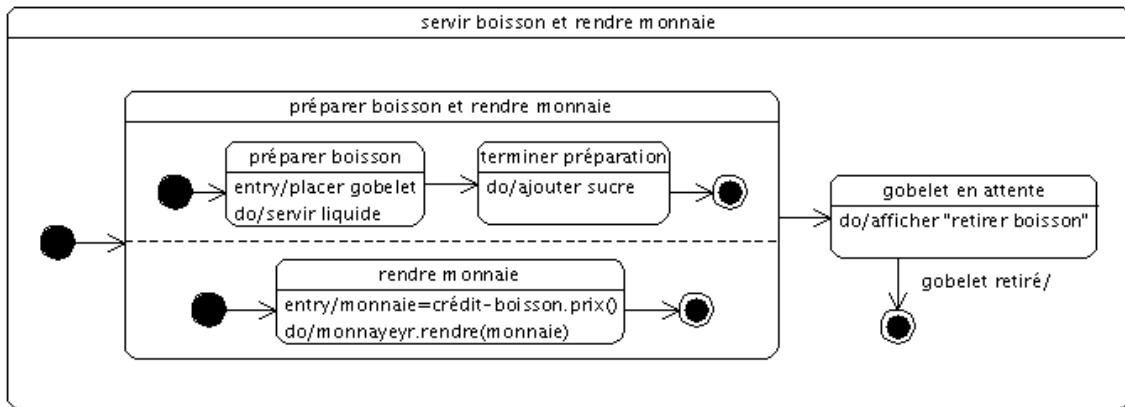 servir boisson et rendre monnaie
préparer boisson et rendre monnaie
préparer boisson
entry/placer gobelet
do/servir liquide
terminer préparation
do/ajouter sucre
gobelet en attente
do/afficher "retirer boisson"
gobelet retiré/
rendre monnaie
entry/monnaie=crédit-boisson.prix()
do/monnayeyr.rendre(monnaie)